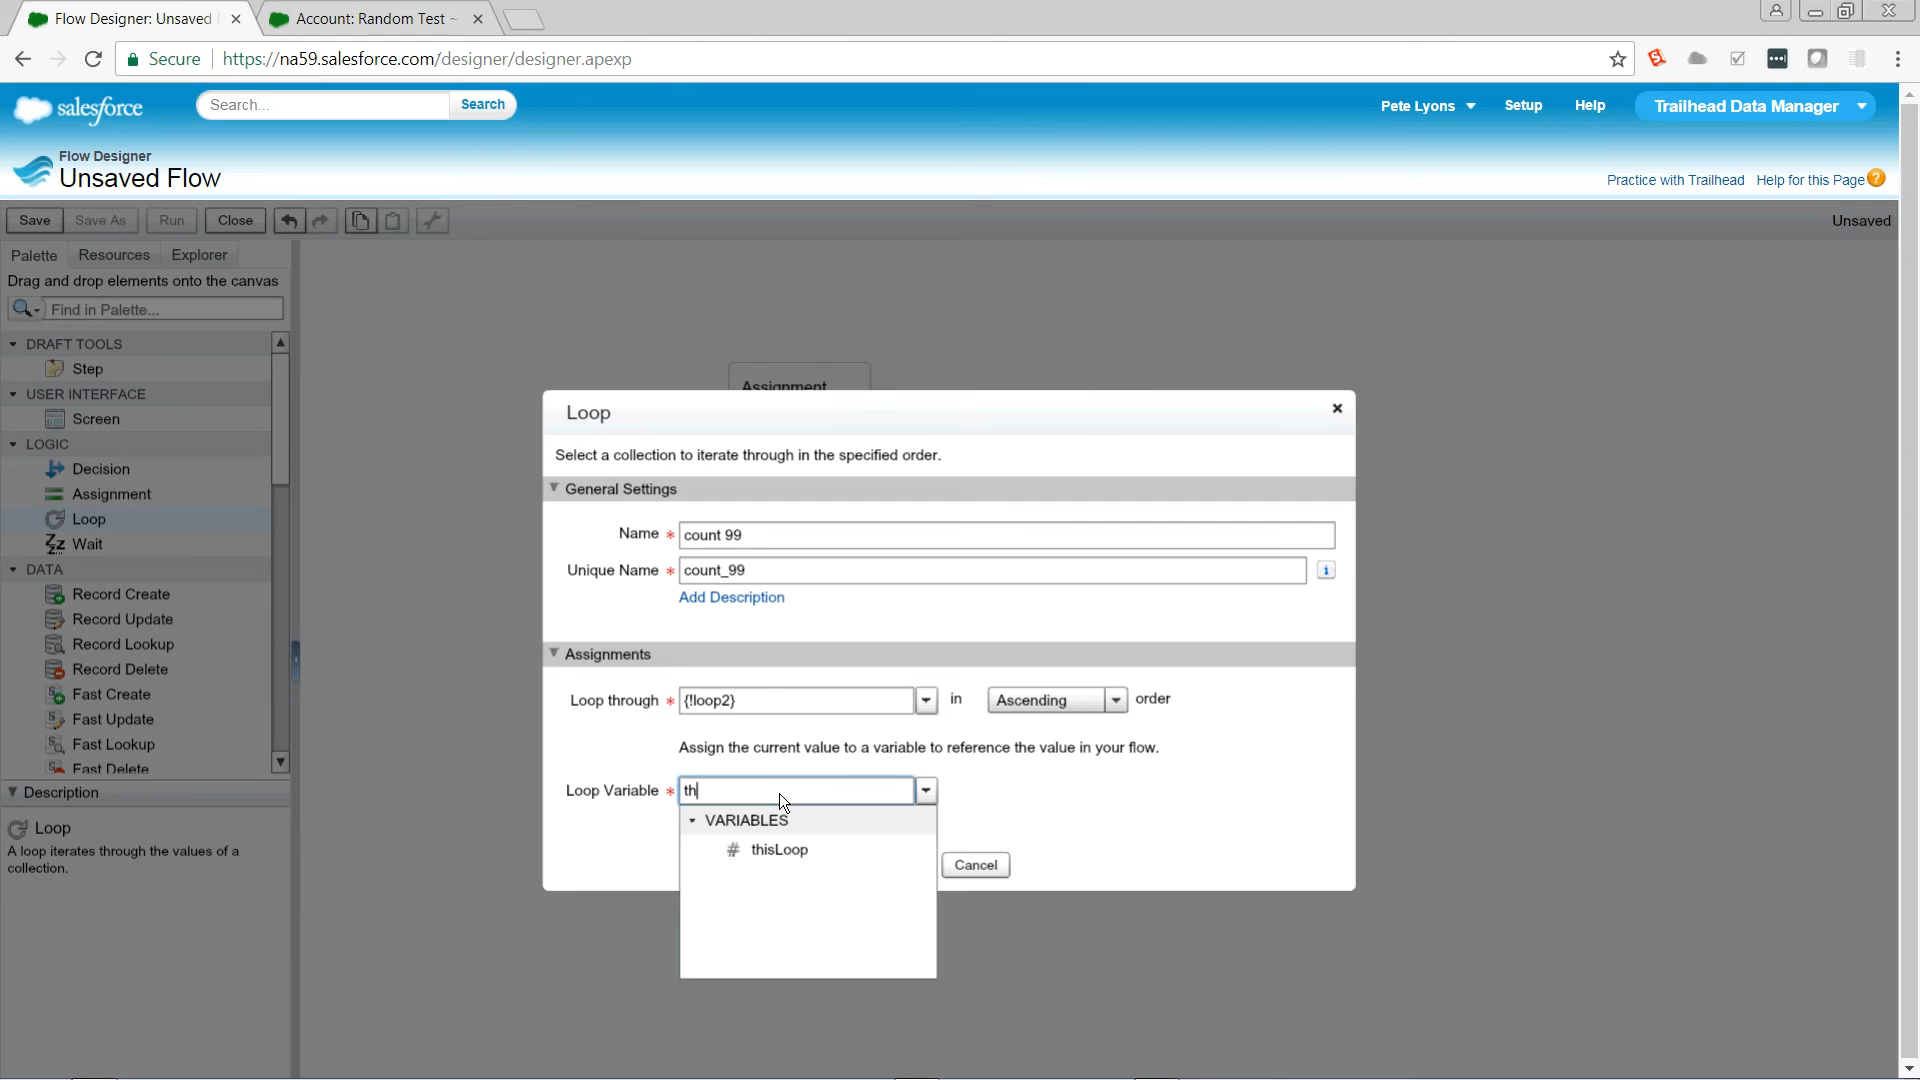 Flow Designer: Unsaved
Account: Random Test ~
Secure
https://na59.salesforce.com/designer/designer.apexp
salesforce
Search...
Search
Pete Lyons
Setup
Help
Trailhead Data Manager
Flow Designer
Unsaved Flow
Practice with Trailhead
Help for this Page
Save
Save As
Run
Close
Unsaved
Palette
Resources
Explorer
Drag and drop elements onto the canvas
Find in Palette...
DRAFT TOOLS
Step
USER INTERFACE
Screen
LOGIC
Decision
Assignment
Loop
Zzz Wait
DATA
Record Create
Record Update
Record Lookup
Record Delete
Fast Create
Fast Update
Fast Lookup
Fast Delete
Description
Loop
A loop iterates through the values of a
collection.
Assignment
Loop
Select a collection to iterate through in the specified order.
General Settings
Name * count 99
Unique Name * count_99
Add Description
Assignments
Loop through * {!loop2} in Ascending order
Assign the current value to a variable to reference the value in your flow.
Loop Variable * th
VARIABLES
# thisLoop
Cancel